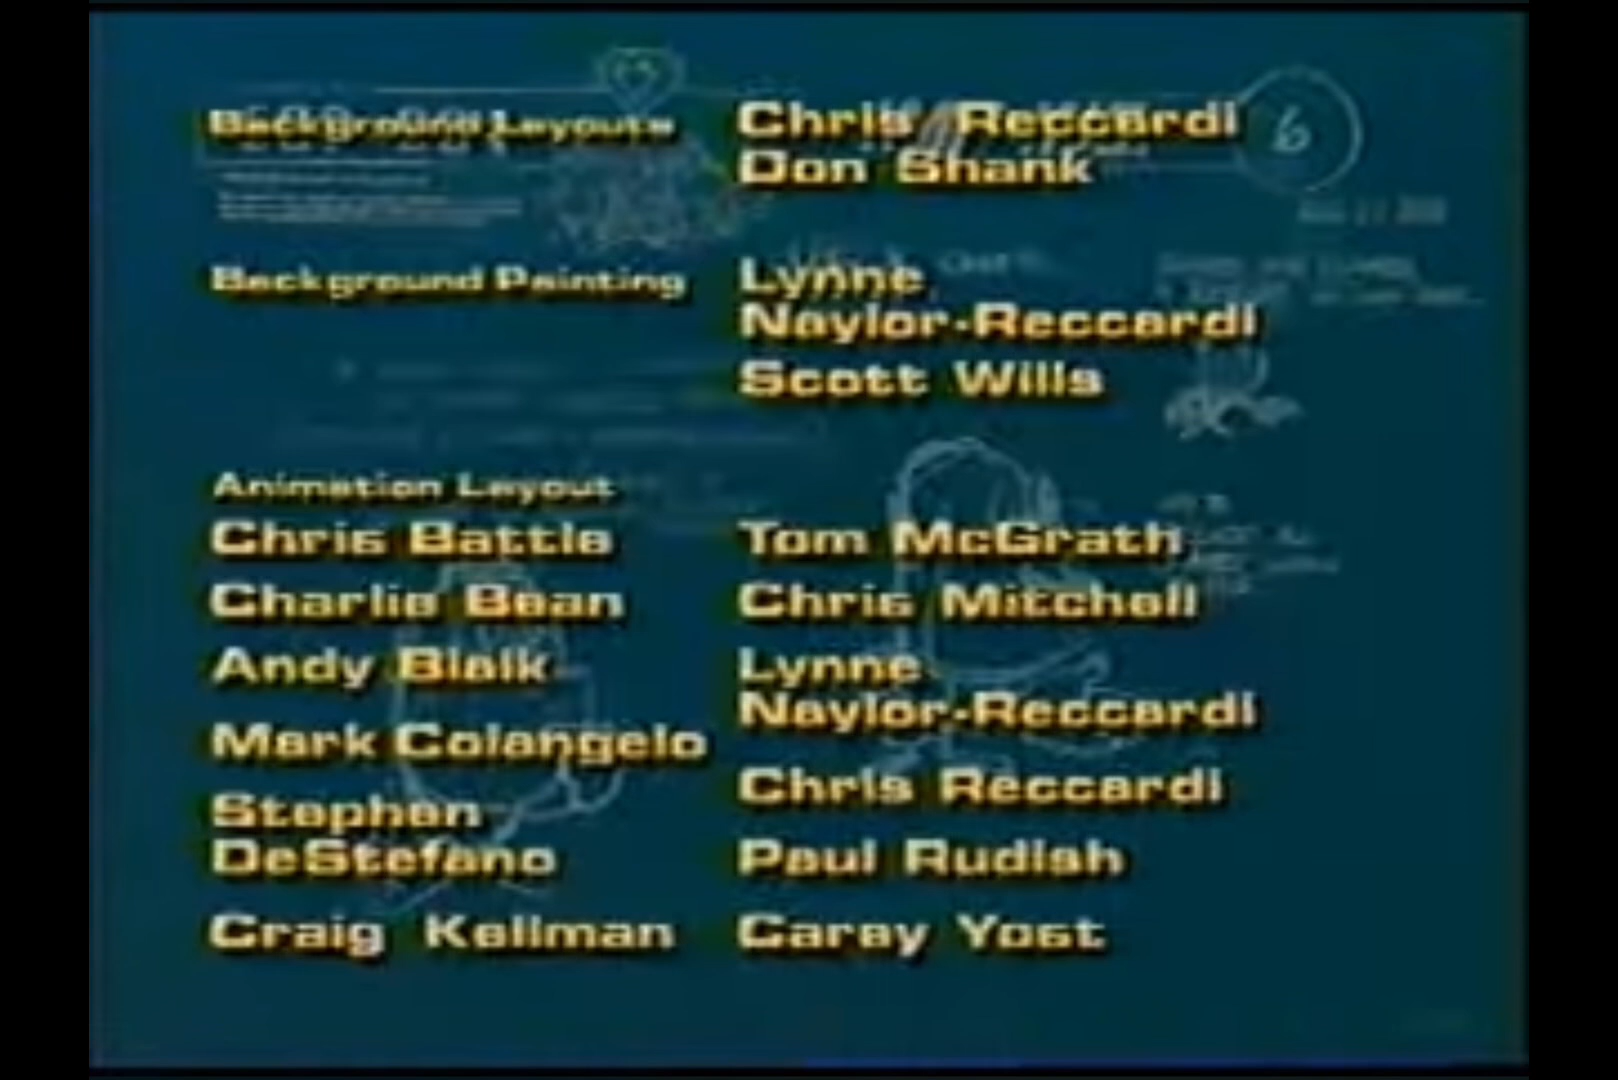 Background Layouts
Chris Reccardi
Don Shank
6
Background Painting
Lynne
Naylor-Reccardi
Scott Wills
Animation Layout
Chris Battle
Tom McGrath
Charlie Bean
Chris Mitchell
Andy Bialk
Lynne
Naylor-Reccardi
Mark Colangelo
Chris Reccardi
Stephen
DeStefano
Paul Rudish
Craig Kellman
Carey Yost